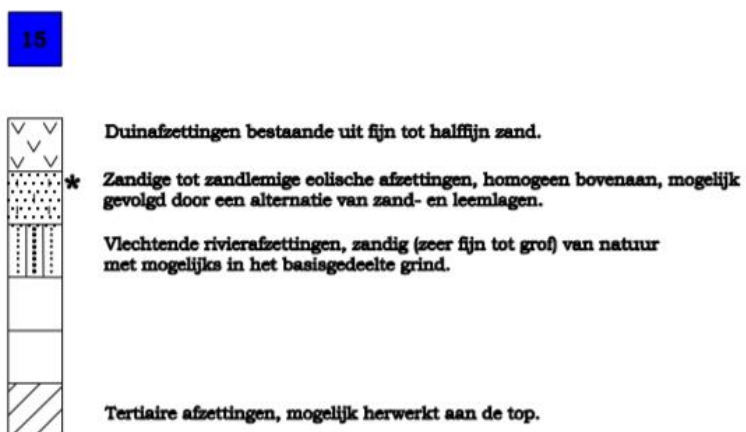 15
Duinafzettingen bestaande uit fijn tot halffijn zand.
* Zandige tot zandlemige eolische afzettingen, homogeen bovenaan, mogelijk
gevolgd door een alternatie van zand- en leemlagen.
Vlechtende rivierafzettingen, zandig (zeer fijn tot grof) van natuur
met mogelijks in het basisgedeelte grind.
Tertiaire afzettingen, mogelijk herwerkt aan de top.